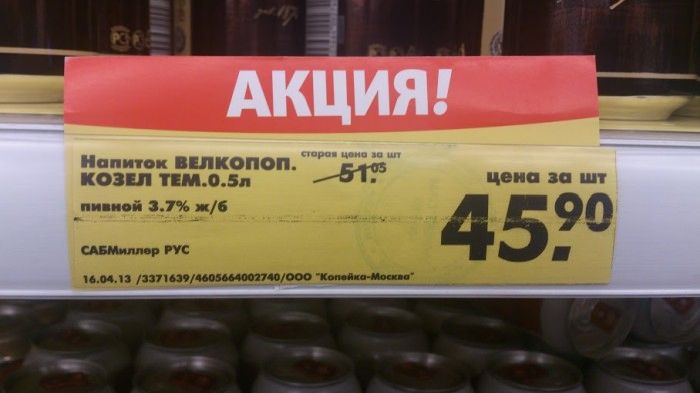 АКЦИЯ!
Напиток ВЕЛКОПОП.
КОЗЕЛ ТЕМ.0.5л
пивной 3.7% ж/б
САБМиллер РУС
старая цена за шт
51.05
цена за шт
45.90
16.04.13 /3371639/4605664002740/ООО "Копейка-Москва"